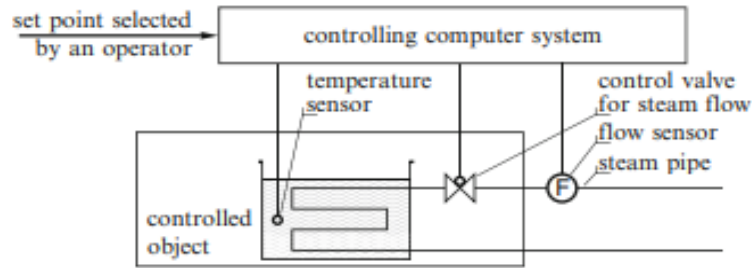 set point selected
by an operator
controlling computer system
temperature
sensor
control valve
for steam flow
flow sensor
steam pipe
F
controlled
object